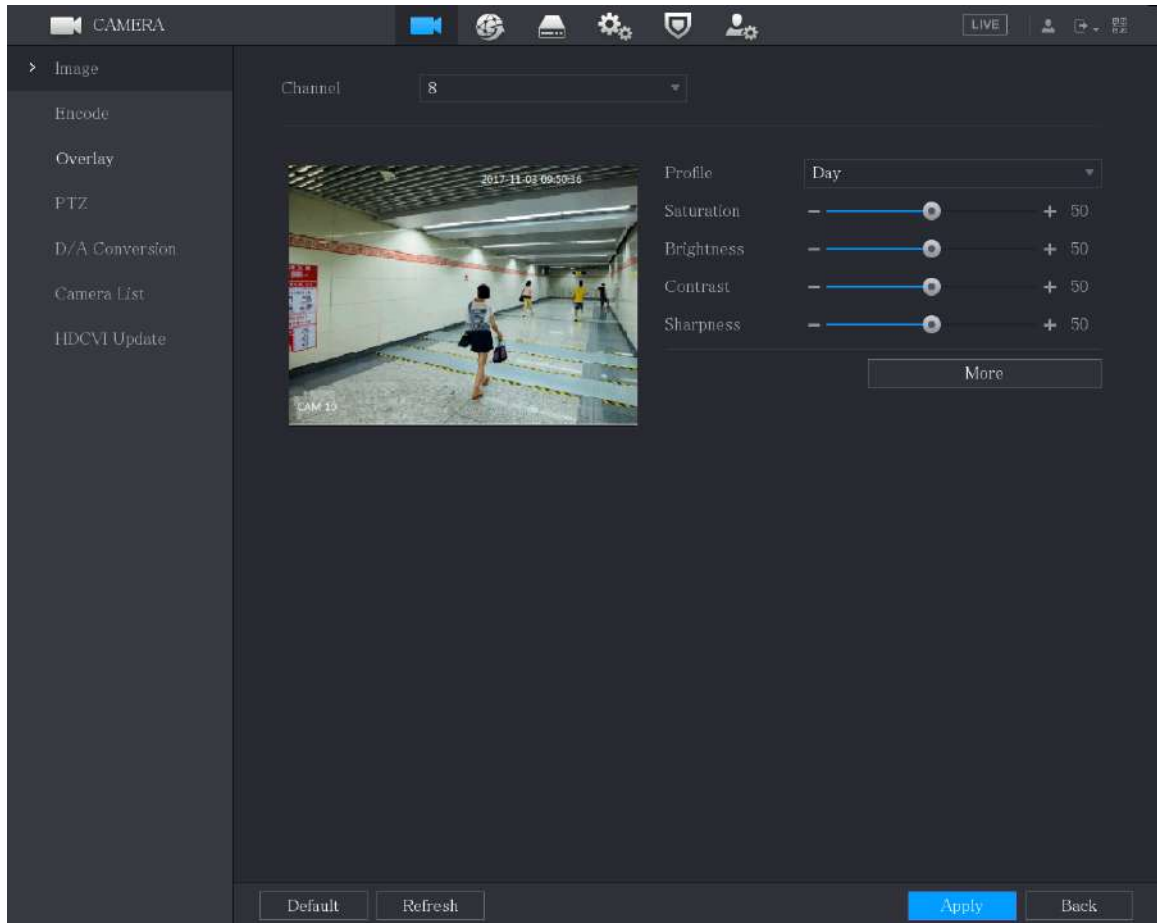 CAMERA
LIVE
Image
Encode
Overlay
PTZ
D/A Conversion
Camera List
HDCVI Update
Channel
8
2017-11-03 09:50:36
CAM 10
Profile
Day
Saturation
50
Brightness
50
Contrast
50
Sharpness
50
More
Default
Refresh
Apply
Back